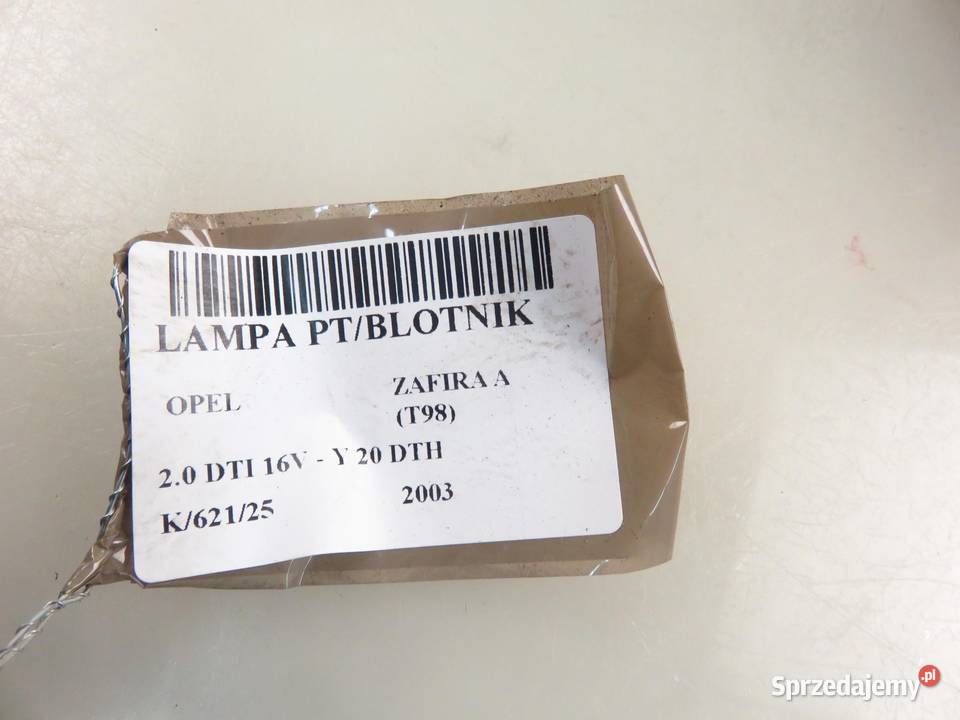 LAMPA PT/BLOTNIK
OPEL ZAFIRA A
(T98)
2.0 DTI 16V - Y 20 DTH
K/621/25 2003
Sprzedajemy.pl